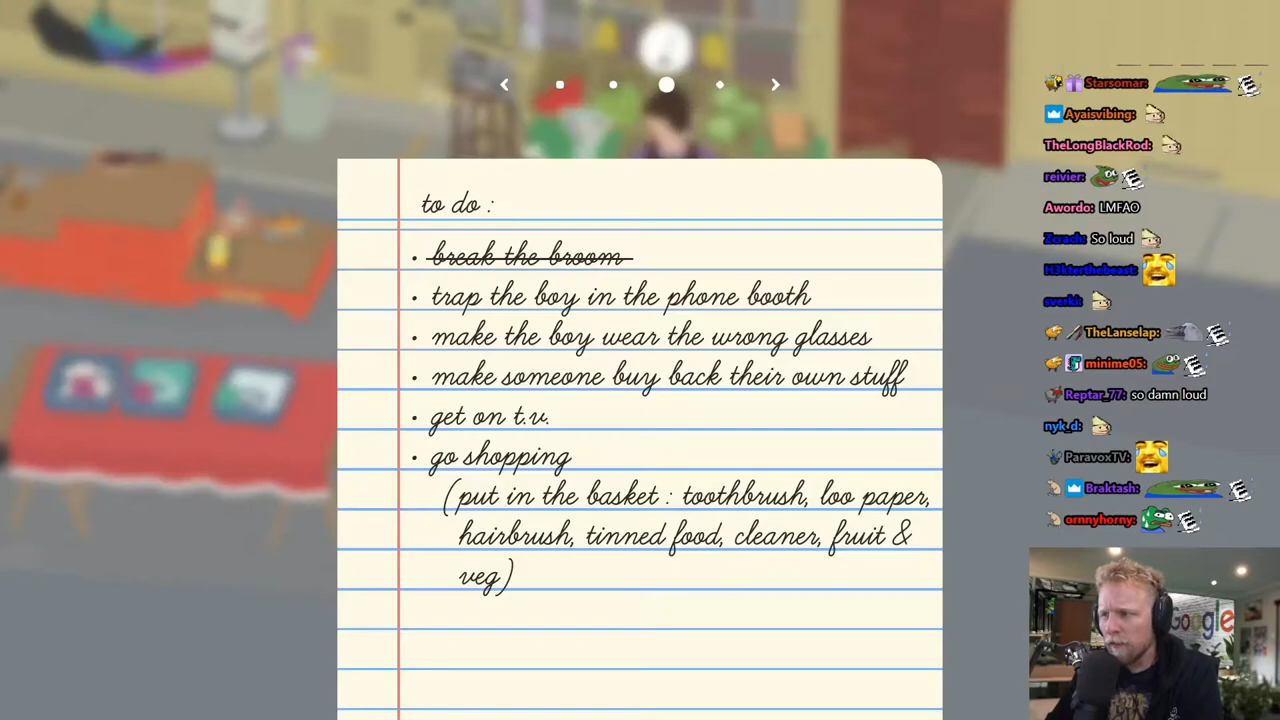 to do :
• break the broom
• trap the boy in the phone booth
• make the boy wear the wrong glasses
• make someone buy back their own stuff
• get on t.v.
• go shopping
(put in the basket : toothbrush, loo paper,
hairbrush, tinned food, cleaner, fruit &
veg)
Starsomar:
Ayaisvibing:
TheLongBlackRod:
reivier:
Awordo: LMFAO
Zcrach: So loud
H3kterthebeast:
sverki:
TheLanselap:
minime05:
Reptar_77: so damn loud
nyk_d:
ParavoxTV:
Braktash:
ornnyhorny:
Google